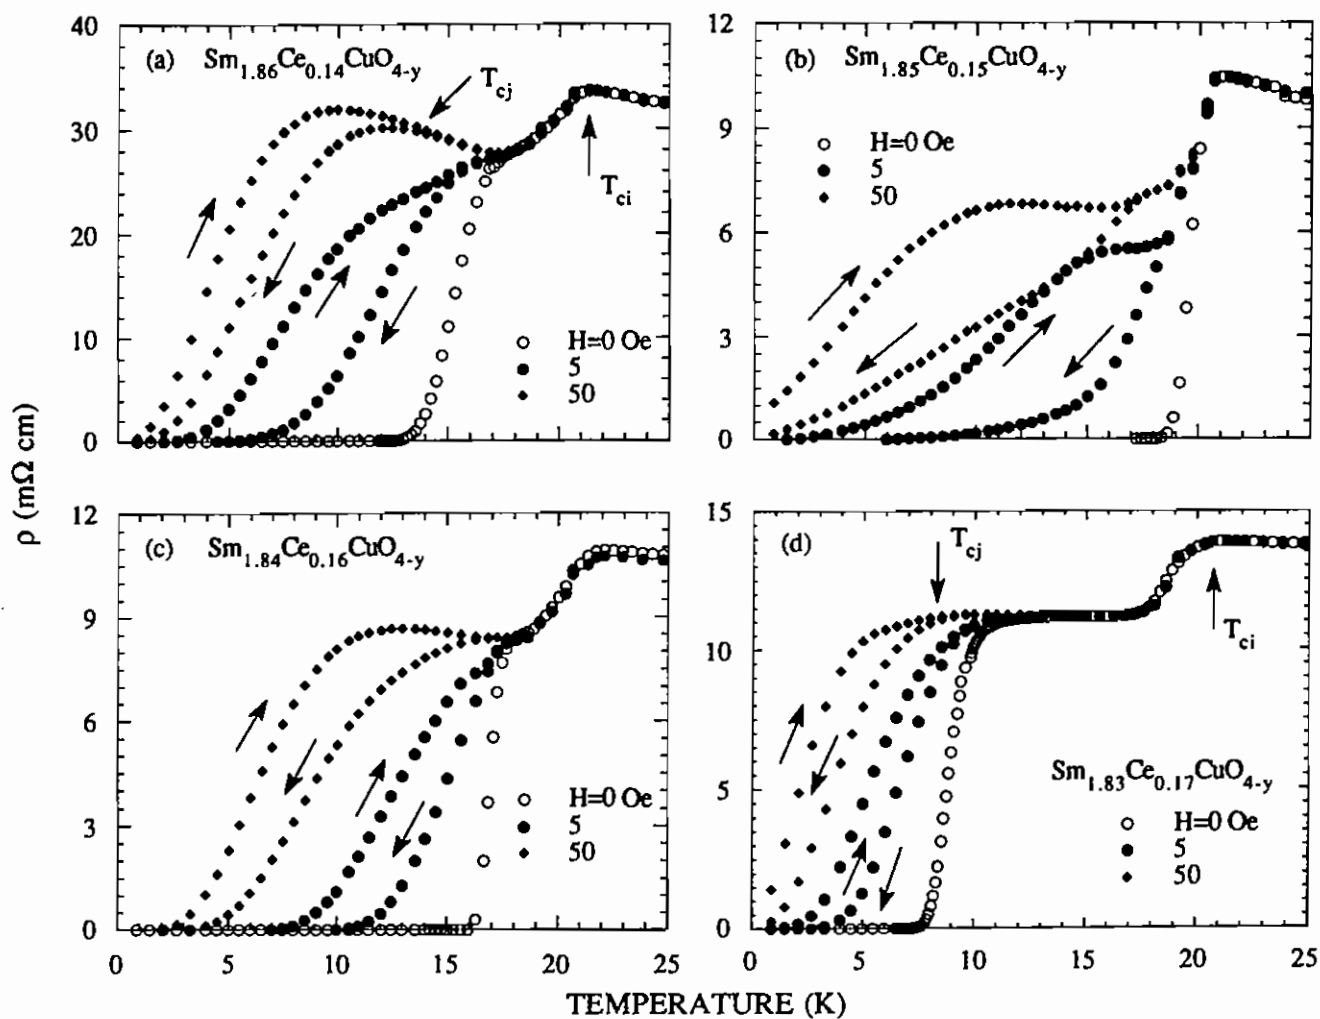 40
30
20
10
0
(a) Sm1.86Ce0.14CuO4-y
Tcj
Tci
H=0 Oe
5
50
12
9
6
3
0
(b) Sm1.85Ce0.15CuO4-y
H=0 Oe
5
50
ρ (mΩ cm)
12
9
6
3
0
(c) Sm1.84Ce0.16CuO4-y
H=0 Oe
5
50
0 5 10 15 20
15
10
5
0
(d)
Tcj
Tci
Sm1.83Ce0.17CuO4-y
H=0 Oe
5
50
0 5 10 15 20 25
TEMPERATURE (K)